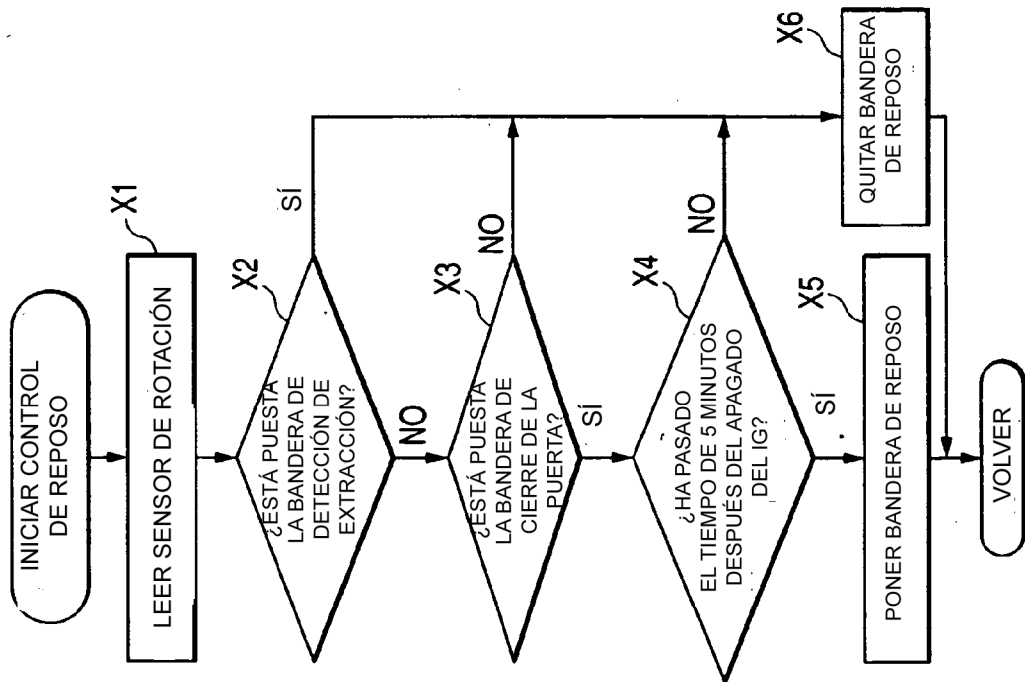 INICIAR CONTROL
DE REPOSO
X1
LEER SENSOR DE ROTACIÓN
X2
¿ESTÁ PUESTA
LA BANDERA DE
DETECCIÓN DE
EXTRACCIÓN?
SÍ
NO
X3
¿ESTÁ PUESTA
LA BANDERA DE
CIERRE DE LA
PUERTA?
NO
SÍ
X4
¿HA PASADO
EL TIEMPO DE 5 MINUTOS
DESPUÉS DEL APAGADO
DEL IG?
NO
SÍ
X5
PONER BANDERA DE REPOSO
X6
QUITAR BANDERA
DE REPOSO
VOLVER